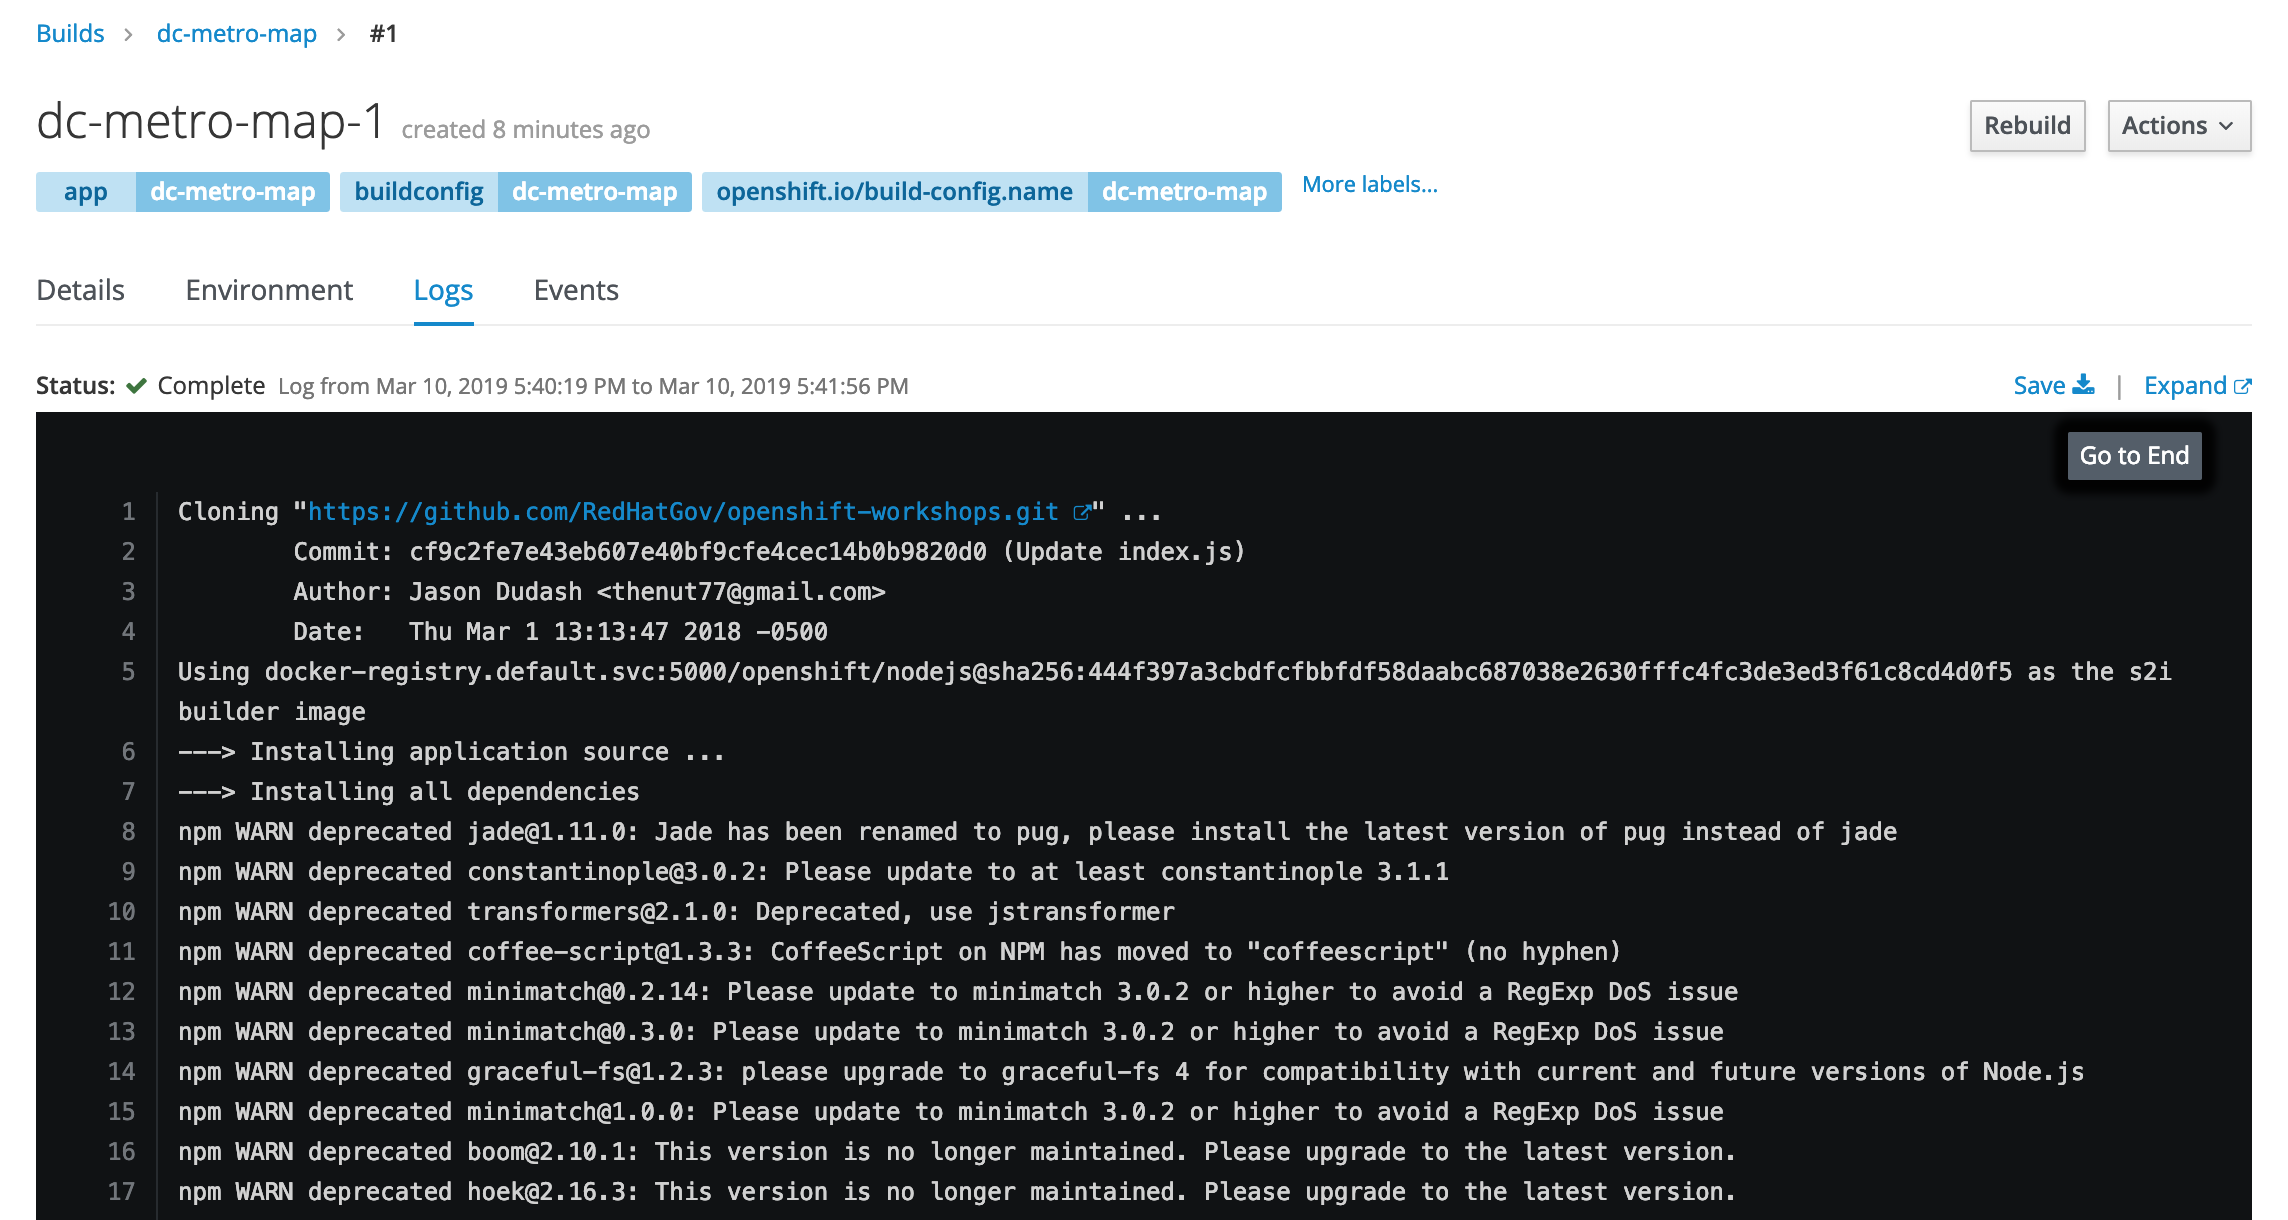 Builds > dc-metro-map > #1
dc-metro-map-1 created 8 minutes ago
Rebuild
Actions
app dc-metro-map buildconfig dc-metro-map openshift.io/build-config.name dc-metro-map More labels...
Details Environment Logs Events
Status: Complete Log from Mar 10, 2019 5:40:19 PM to Mar 10, 2019 5:41:56 PM
Save | Expand
Go to End
1 Cloning "https://github.com/RedHatGov/openshift-workshops.git" ...
2 Commit: cf9c2fe7e43eb607e40bf9cfe4cec14b0b9820d0 (Update index.js)
3 Author: Jason Dudash <thenut77@gmail.com>
4 Date: Thu Mar 1 13:13:47 2018 -0500
5 Using docker-registry.default.svc:5000/openshift/nodejs@sha256:444f397a3cbdfcfbbfdf58daabc687038e2630fffc4fc3de3ed3f61c8cd4d0f5 as the s2i
builder image
6 ---> Installing application source ...
7 ---> Installing all dependencies
8 npm WARN deprecated jade@1.11.0: Jade has been renamed to pug, please install the latest version of pug instead of jade
9 npm WARN deprecated constantinople@3.0.2: Please update to at least constantinople 3.1.1
10 npm WARN deprecated transformers@2.1.0: Deprecated, use jstransformer
11 npm WARN deprecated coffee-script@1.3.3: CoffeeScript on NPM has moved to "coffeescript" (no hyphen)
12 npm WARN deprecated minimatch@0.2.14: Please update to minimatch 3.0.2 or higher to avoid a RegExp DoS issue
13 npm WARN deprecated minimatch@0.3.0: Please update to minimatch 3.0.2 or higher to avoid a RegExp DoS issue
14 npm WARN deprecated graceful-fs@1.2.3: please upgrade to graceful-fs 4 for compatibility with current and future versions of Node.js
15 npm WARN deprecated minimatch@1.0.0: Please update to minimatch 3.0.2 or higher to avoid a RegExp DoS issue
16 npm WARN deprecated boom@2.10.1: This version is no longer maintained. Please upgrade to the latest version.
17 npm WARN deprecated hoek@2.16.3: This version is no longer maintained. Please upgrade to the latest version.